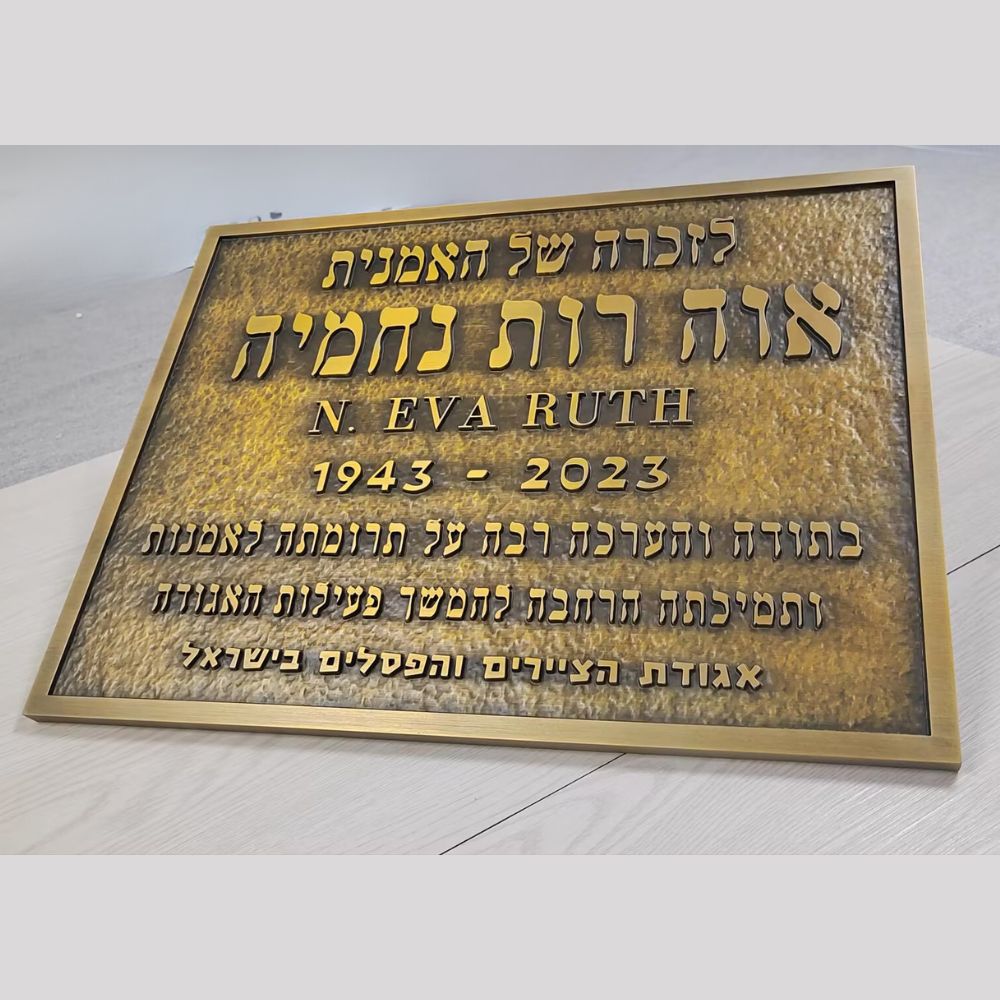 לזכרה של האמנית
אוה רות נחמיה
N. EVA RUTH
1943 - 2023
בתודה והערכה רבה על תרומתה לאמנות
ותמיכתה הרחבה להמשך פעילות האגודה
אגודת הציירים והפסלים בישראל